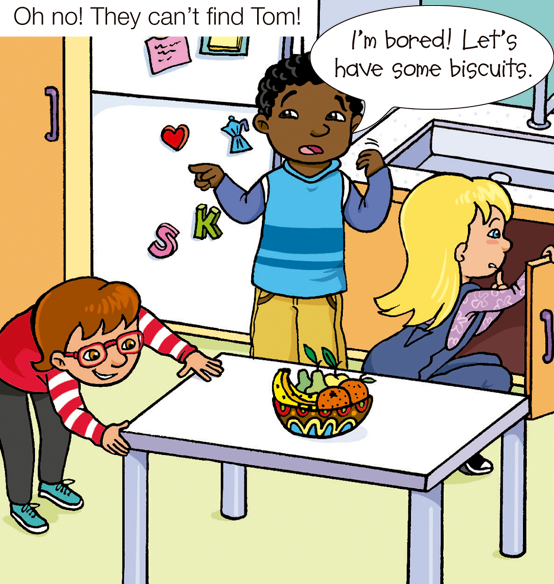 Oh no! They can't find Tom!
I'm bored! Let's
have some biscuits.
S
K